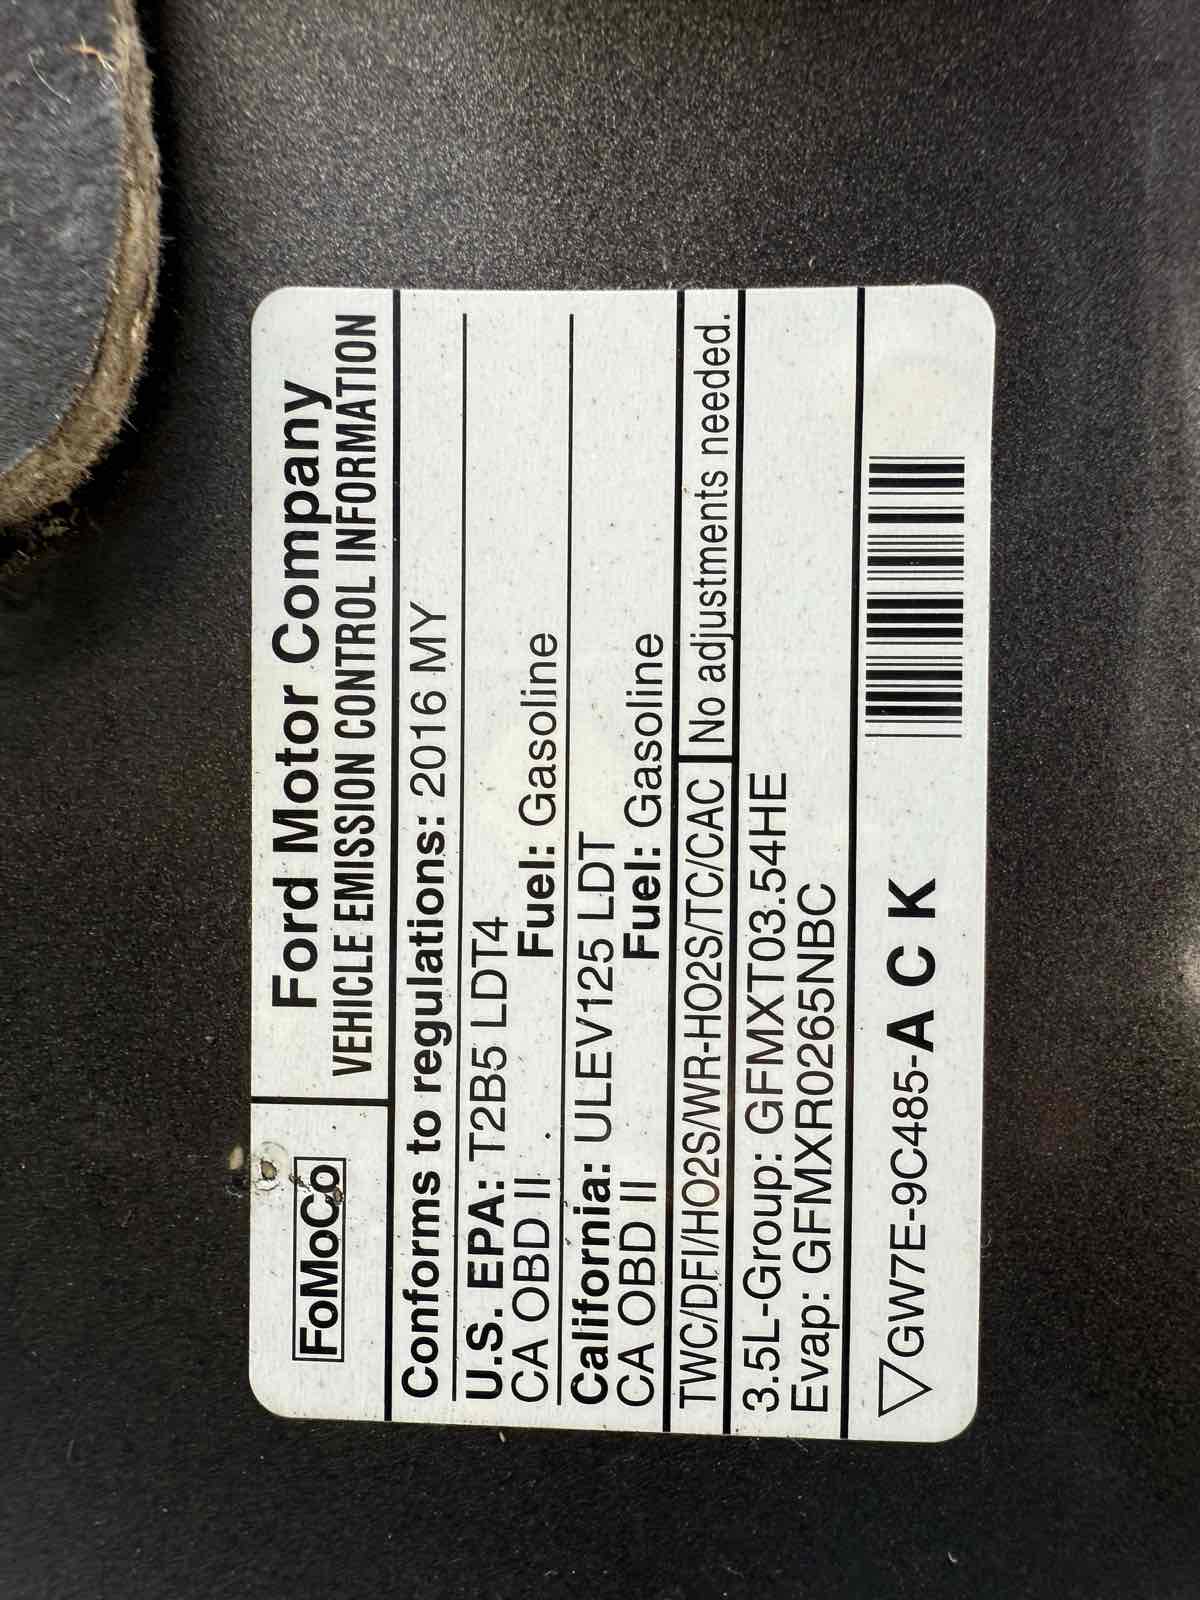 FoMoCo
Ford Motor Company
VEHICLE EMISSION CONTROL INFORMATION
Conforms to regulations: 2016 MY
U.S. EPA: T2B5 LDT4
CA OBD II Fuel: Gasoline
California: ULEV125 LDT
CA OBD II Fuel: Gasoline
TWC/DFI/HO2S/WR-HO2S/TC/CAC No adjustments needed.
3.5L-Group: GFMXT03.54HE
Evap: GFMXR0265NBC
GW7E-9C485-A C K